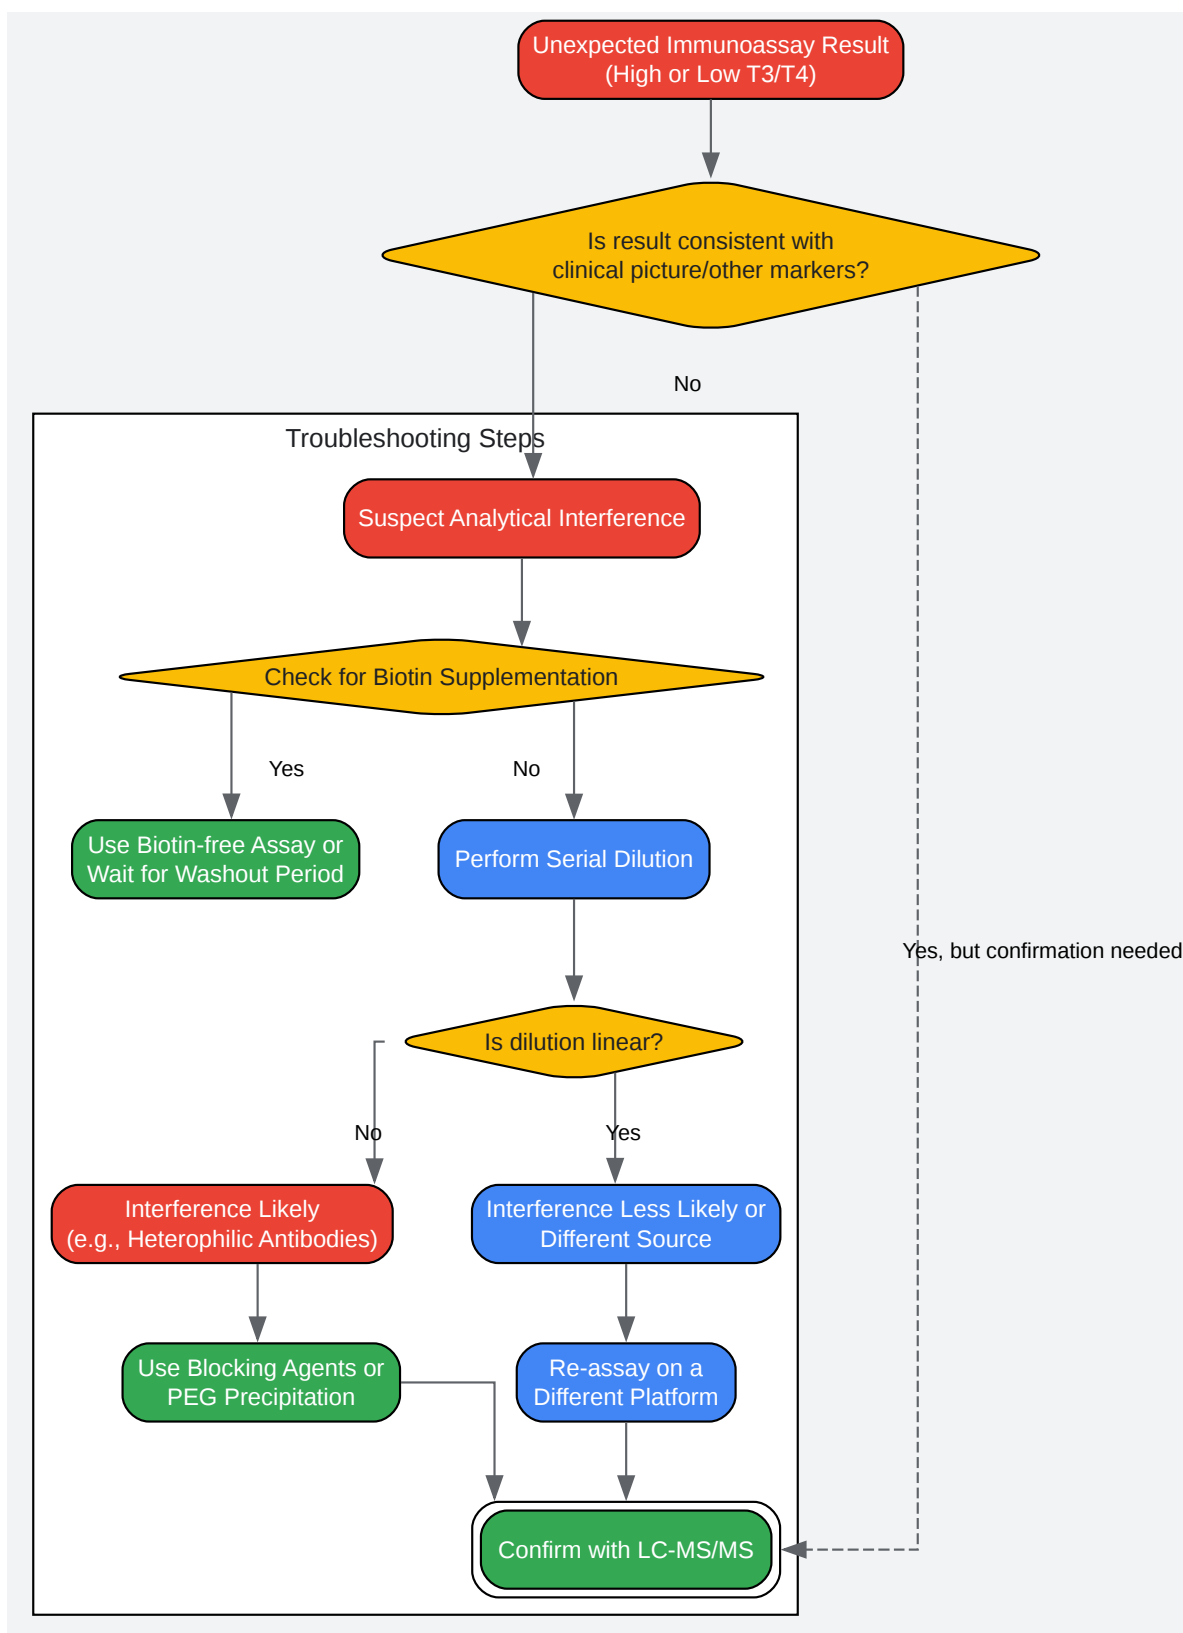 Unexpected Immunoassay Result
(High or Low T3/T4)
Is result consistent with
clinical picture/other markers?
No
Troubleshooting Steps
Suspect Analytical Interference
Check for Biotin Supplementation
Yes
No
Use Biotin-free Assay or
Wait for Washout Period
Perform Serial Dilution
Yes, but confirmation needed
Is dilution linear?
No
Yes
Interference Likely
(e.g., Heterophilic Antibodies)
Interference Less Likely or
Different Source
Use Blocking Agents or
PEG Precipitation
Re-assay on a
Different Platform
Confirm with LC-MS/MS